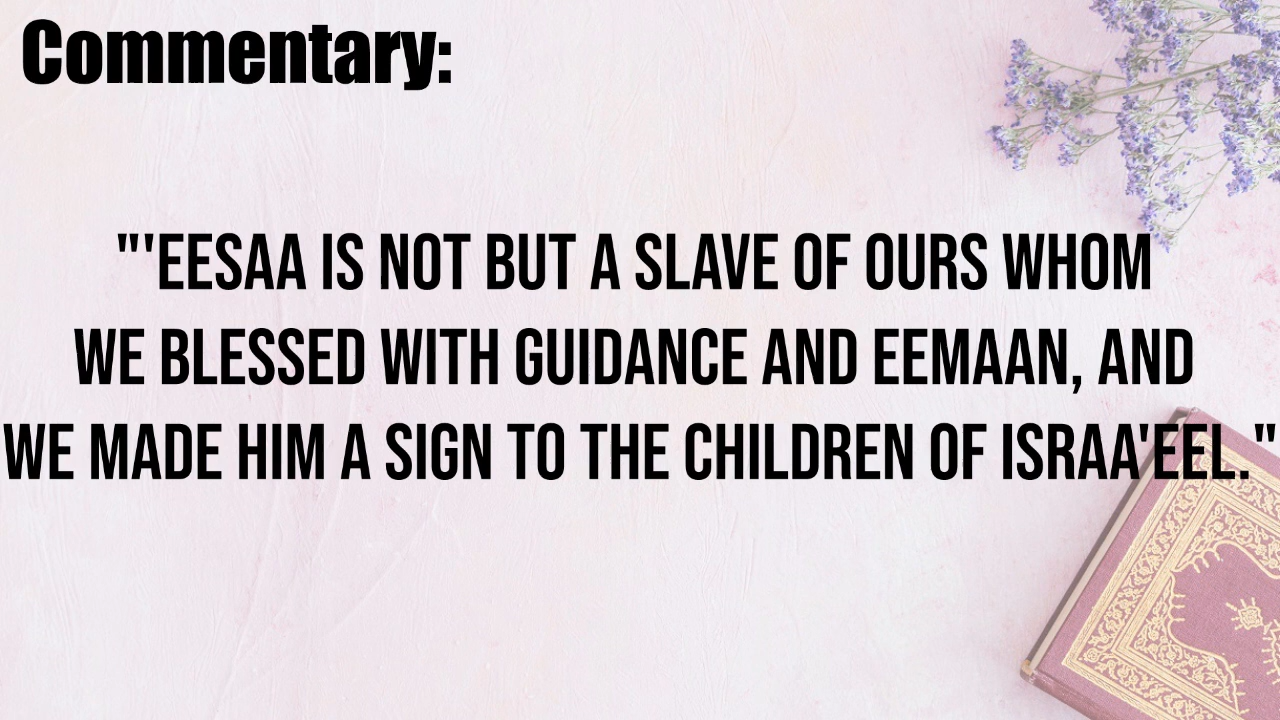 Commentary:
"'EESAA IS NOT BUT A SLAVE OF OURS WHOM
WE BLESSED WITH GUIDANCE AND EEMAAN, AND
WE MADE HIM A SIGN TO THE CHILDREN OF ISRAA'EEL."